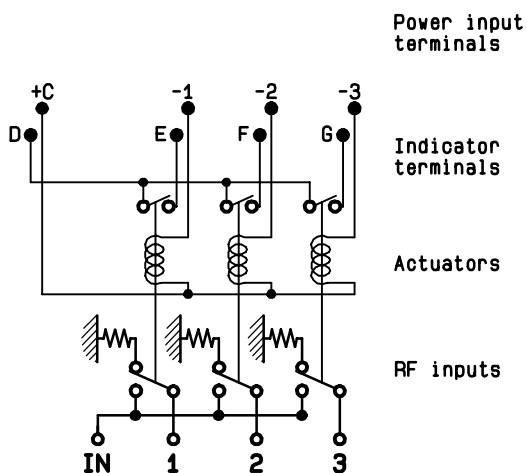 Power input
terminals
+C -1 -2 -3
D E F G
Indicator
terminals
Actuators
RF inputs
IN 1 2 3